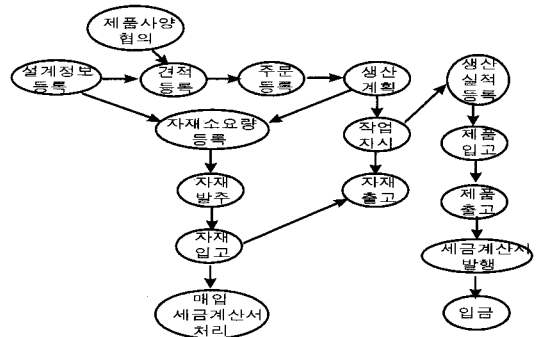 제품사양
협의
설계정보
등록
견적
등록
주문
등록
생산
계획
생산
실적
등록
자재소요량
등록
작업
지시
제품
입고
자재
발주
자재
출고
제품
출고
자재
입고
세금계산서
발행
매입
세금계산서
처리
입금